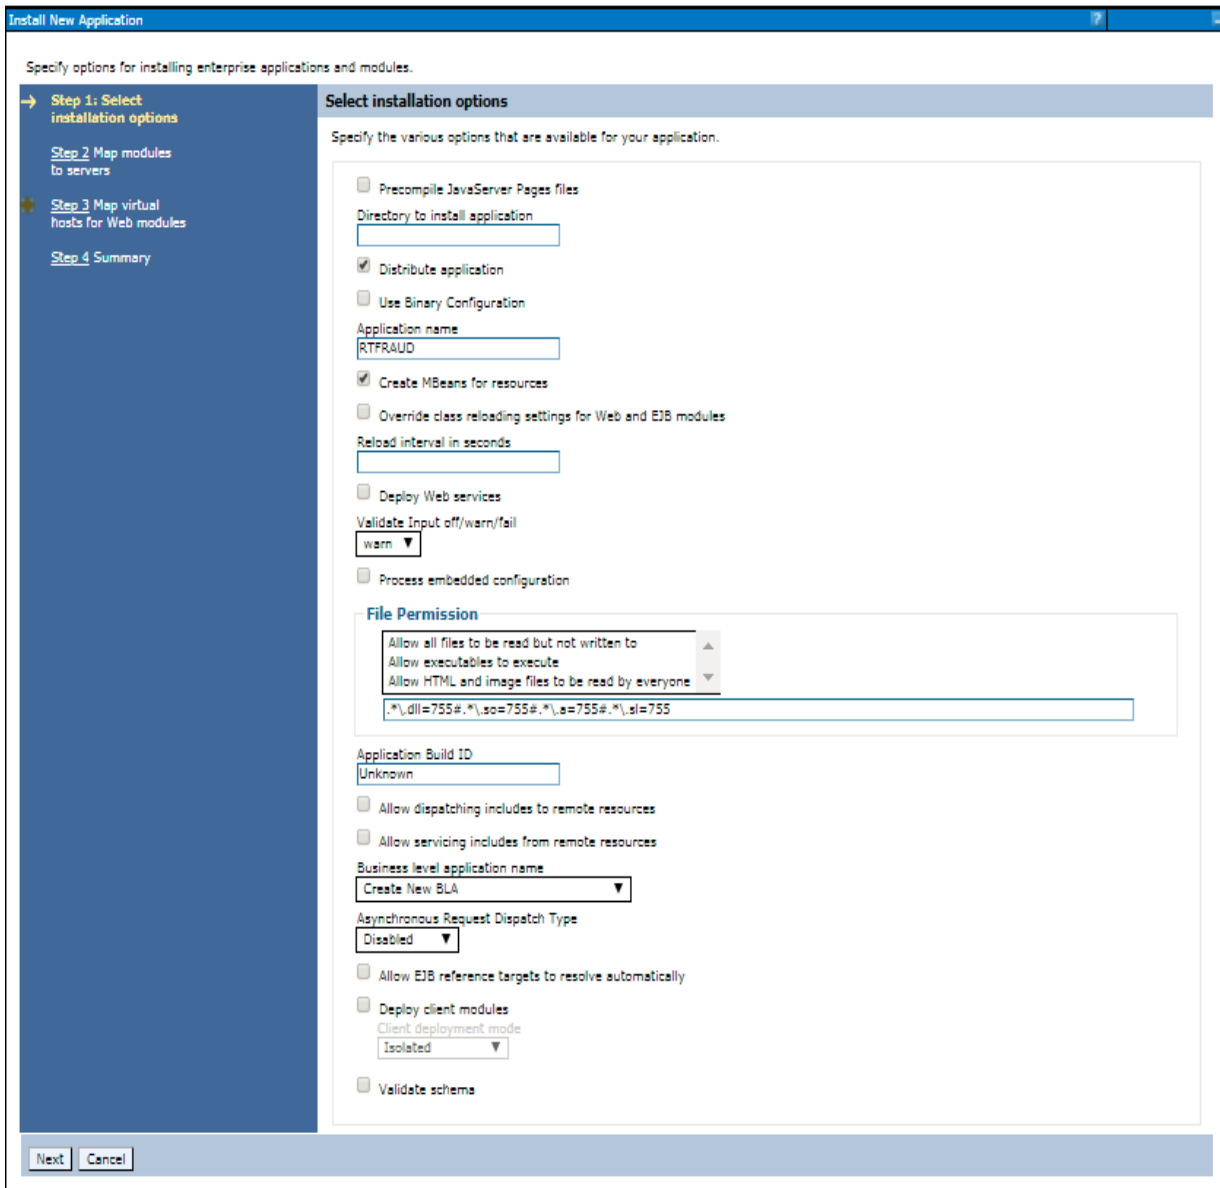 Install New Application
?
Specify options for installing enterprise applications and modules.
Step 1: Select
installation options
Step 2 Map modules
to servers
Step 3 Map virtual
hosts for Web modules
Step 4 Summary
Select installation options
Specify the various options that are available for your application.
Precompile JavaServer Pages files
Directory to install application
Distribute application
Use Binary Configuration
Application name
RTFRAUD
Create MBeans for resources
Override class reloading settings for Web and EJB modules
Reload interval in seconds
Deploy Web services
Validate Input off/warn/fail
warn
Process embedded configuration
File Permission
Allow all files to be read but not written to
Allow executables to execute
Allow HTML and image files to be read by everyone
.*\.dll=755#.*\.so=755#.*\.a=755#.*\.sl=755
Application Build ID
Unknown
Allow dispatching includes to remote resources
Allow servicing includes from remote resources
Business level application name
Create New BLA
Asynchronous Request Dispatch Type
Disabled
Allow EJB reference targets to resolve automatically
Deploy client modules
Client deployment mode
Isolated
Validate schema
Next Cancel